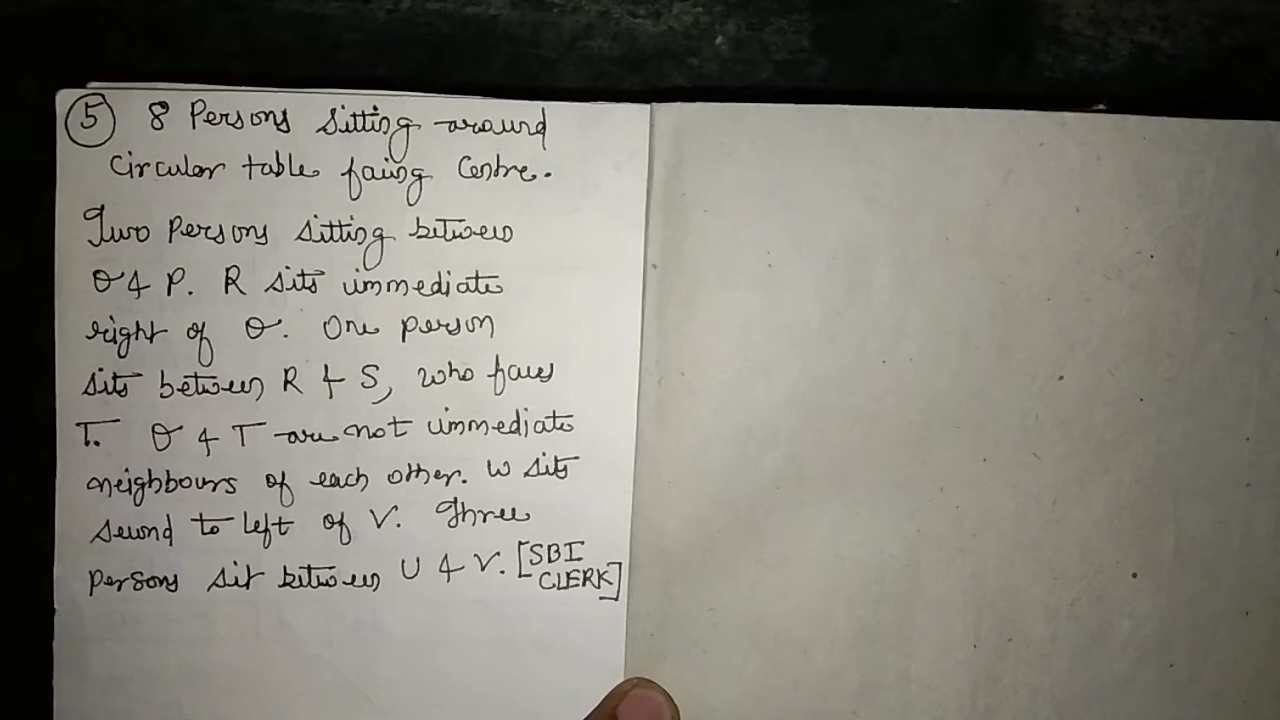 5 8 Persons sitting around
circular table facing Centre.
Two persons sitting between
Q & P. R sits immediate
right of Q. One person
sits between R & S, who faces
T. Q & T are not immediate
neighbours of each other. W sits
second to left of V. Three
persons sit between U & V. [SBI
CLERK]